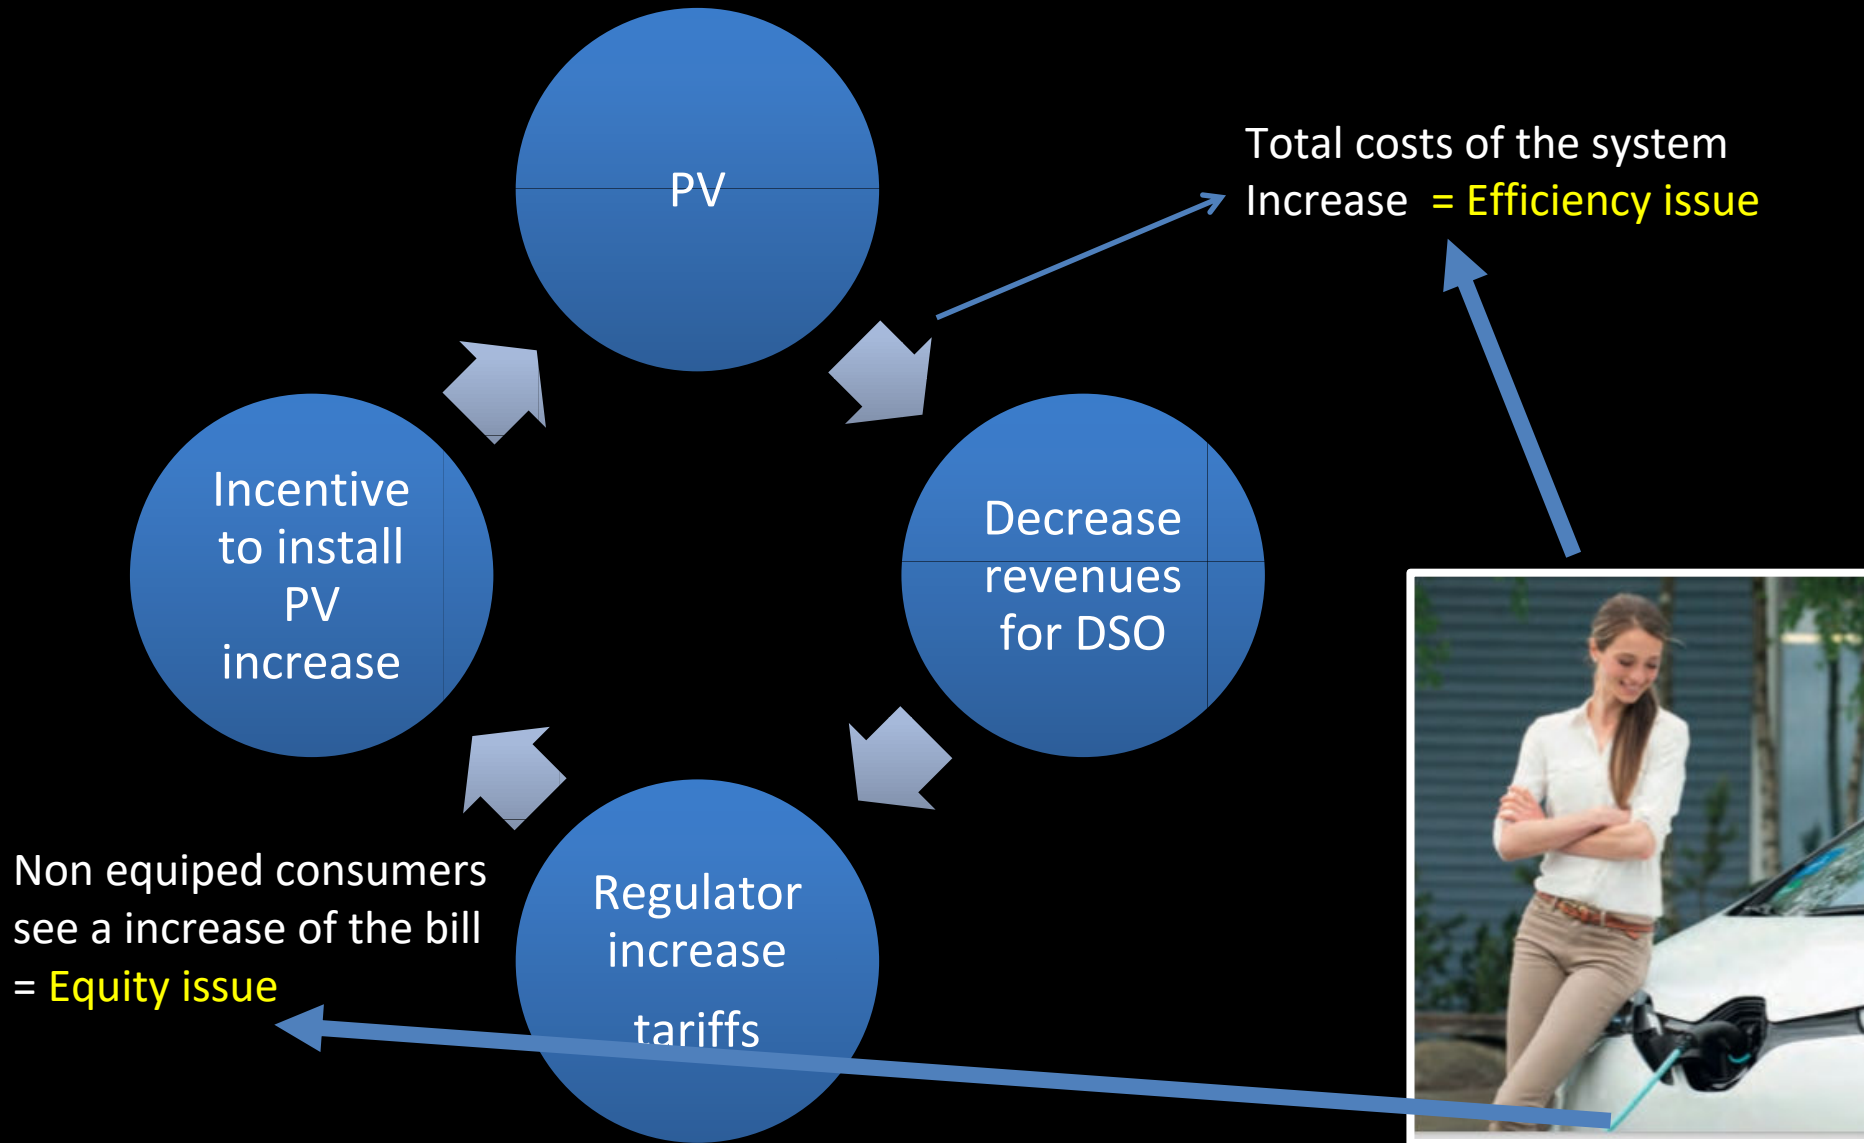 PV
Total costs of the system
Increase = Efficiency issue
Decrease
revenues
for DSO
Regulator
increase
tariffs
Incentive
to install
PV
increase
Non equiped consumers
see a increase of the bill
= Equity issue